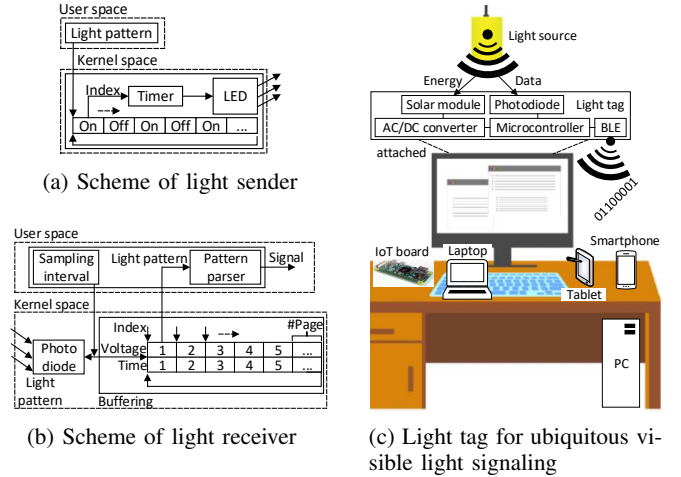 User space
Light pattern
Kernel space
Index
Timer
LED
On Off On Off On ...
(a) Scheme of light sender
User space
Sampling interval
Light pattern
Pattern parser
Signal
Kernel space
Index
#Page
Photo diode
Voltage 1 2 3 4 5 ...
Time 1 2 3 4 5 ...
Light pattern
Buffering
(b) Scheme of light receiver
Light source
Energy
Data
Solar module
Photodiode
Light tag
AC/DC converter
Microcontroller
BLE
attached
01100001
IoT board
Laptop
Smartphone
Tablet
PC
(c) Light tag for ubiquitous vi-
sible light signaling